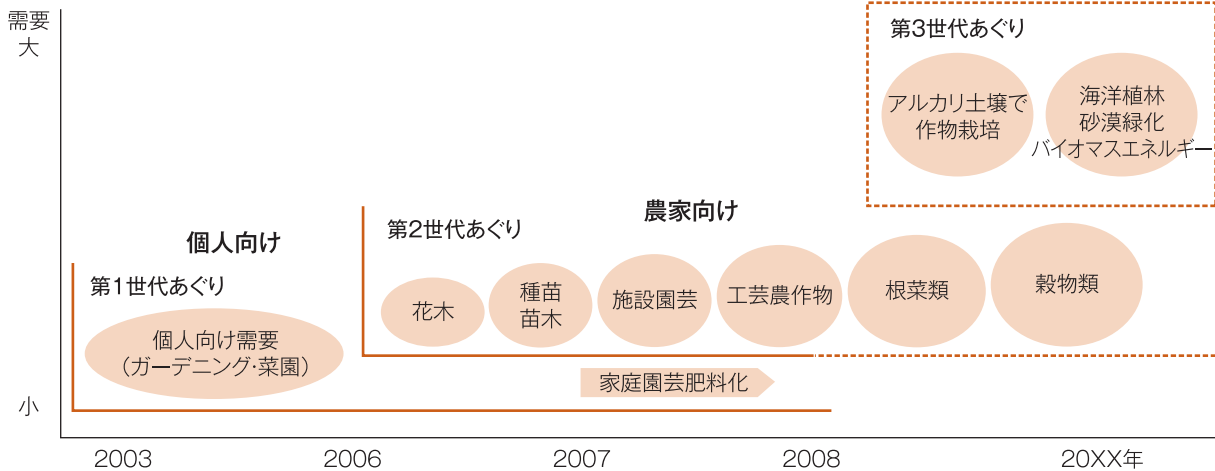 需要
大
第3世代あぐり
アルカリ土壌で
作物栽培
海洋植林
砂漠緑化
バイオマスエネルギー
農家向け
第2世代あぐり
花木
種苗
苗木
施設園芸
工芸農作物
根菜類
穀物類
個人向け
第1世代あぐり
個人向け需要
（ガーデニング・菜園）
家庭園芸肥料化
小
2003
2006
2007
2008
20XX年